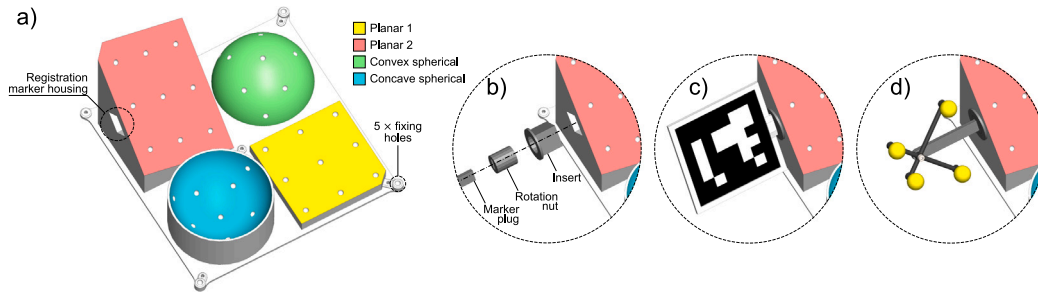 a)
Planar 1
Planar 2
Convex spherical
Concave spherical
Registration
marker housing
5 × fixing
holes
b)
Insert
Rotation
nut
Marker
plug
c)
d)